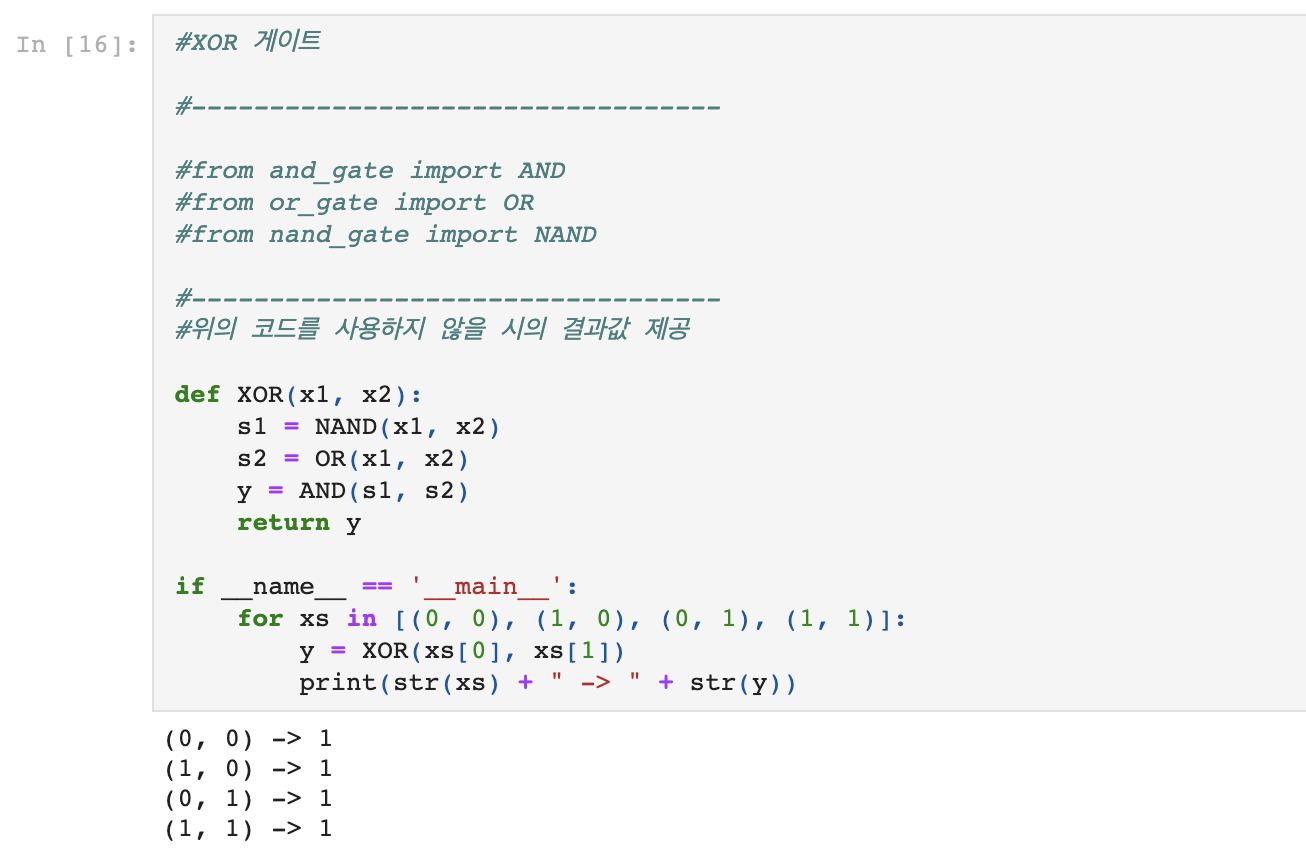 In [16]:
#XOR 게이트
#----------------------------------
#from and_gate import AND
#from or_gate import OR
#from nand_gate import NAND
#----------------------------------
#위의 코드를 사용하지 않을 시의 결과값 제공
def XOR(x1, x2):
    s1 = NAND(x1, x2)
    s2 = OR(x1, x2)
    y = AND(s1, s2)
    return y
if __name__ == '__main__':
    for xs in [(0, 0), (1, 0), (0, 1), (1, 1)]:
        y = XOR(xs[0], xs[1])
        print(str(xs) + " -> " + str(y))
(0, 0) -> 1
(1, 0) -> 1
(0, 1) -> 1
(1, 1) -> 1